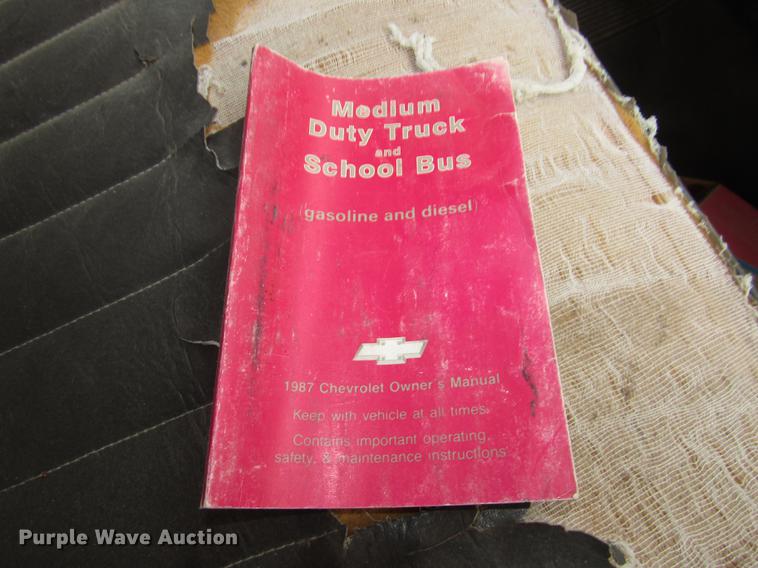 Medium
Duty Truck
and
School Bus
(gasoline and diesel)
1987 Chevrolet Owner's Manual
Keep with vehicle at all times.
Contains important operating,
safety, & maintenance instructions
Purple Wave Auction